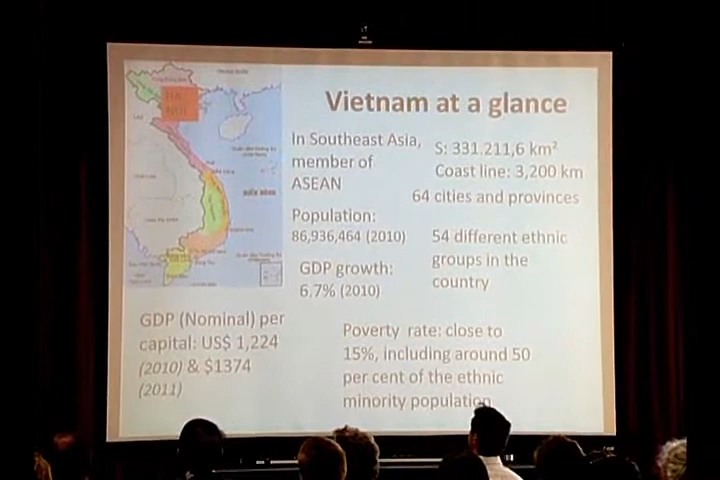 Vietnam at a glance
In Southeast Asia,
member of
ASEAN
S: 331.211,6 km²
Coast line: 3,200 km
64 cities and provinces
Population:
86,936,464 (2010)
54 different ethnic
groups in the
country
GDP growth:
6,7% (2010)
GDP (Nominal) per
capital: US$ 1,224
(2010) & $1374
(2011)
Poverty rate: close to
15%, including around 50
per cent of the ethnic
minority population